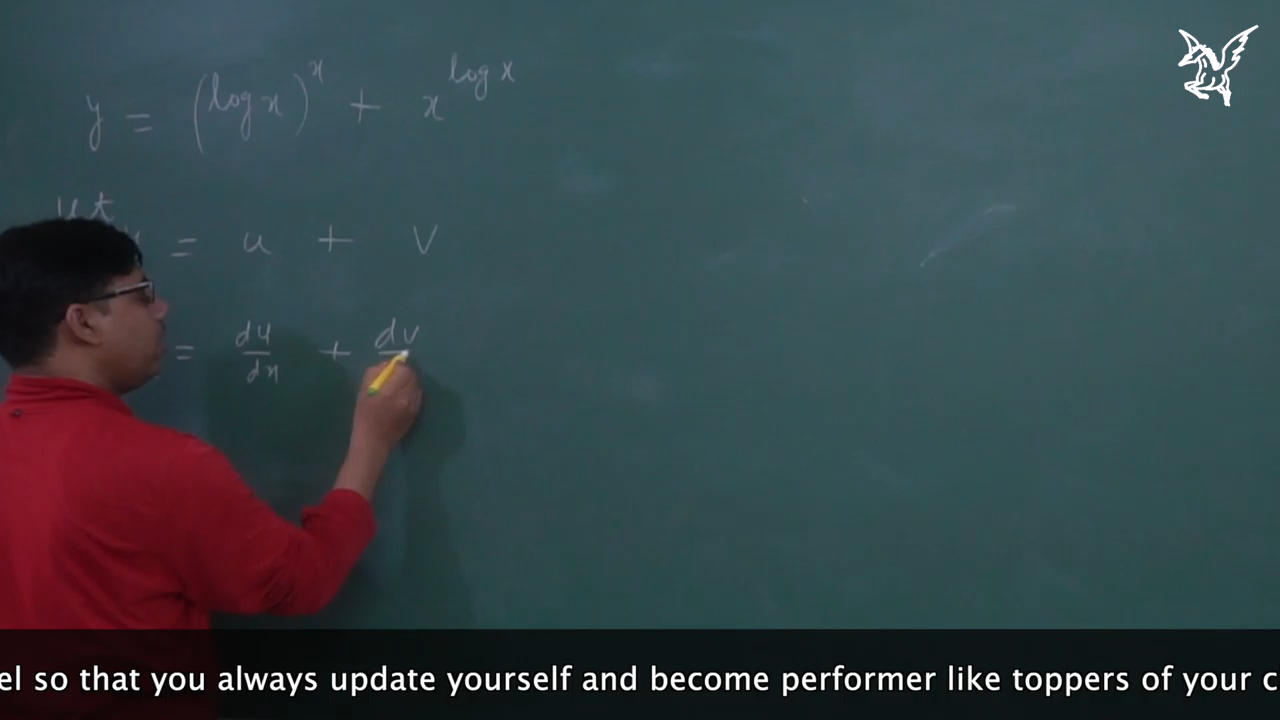 y = (log x)^x + x^log x
Let
= u + v
= du/dx + dv
el so that you always update yourself and become performer like toppers of your c